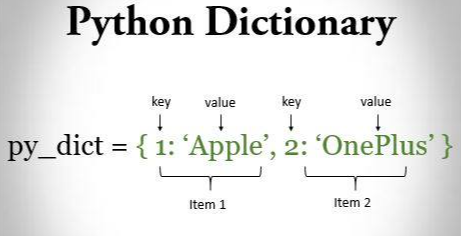 Python Dictionary
key value key value
py_dict = { 1: ‘Apple’, 2: ‘OnePlus’ }
Item 1 Item 2